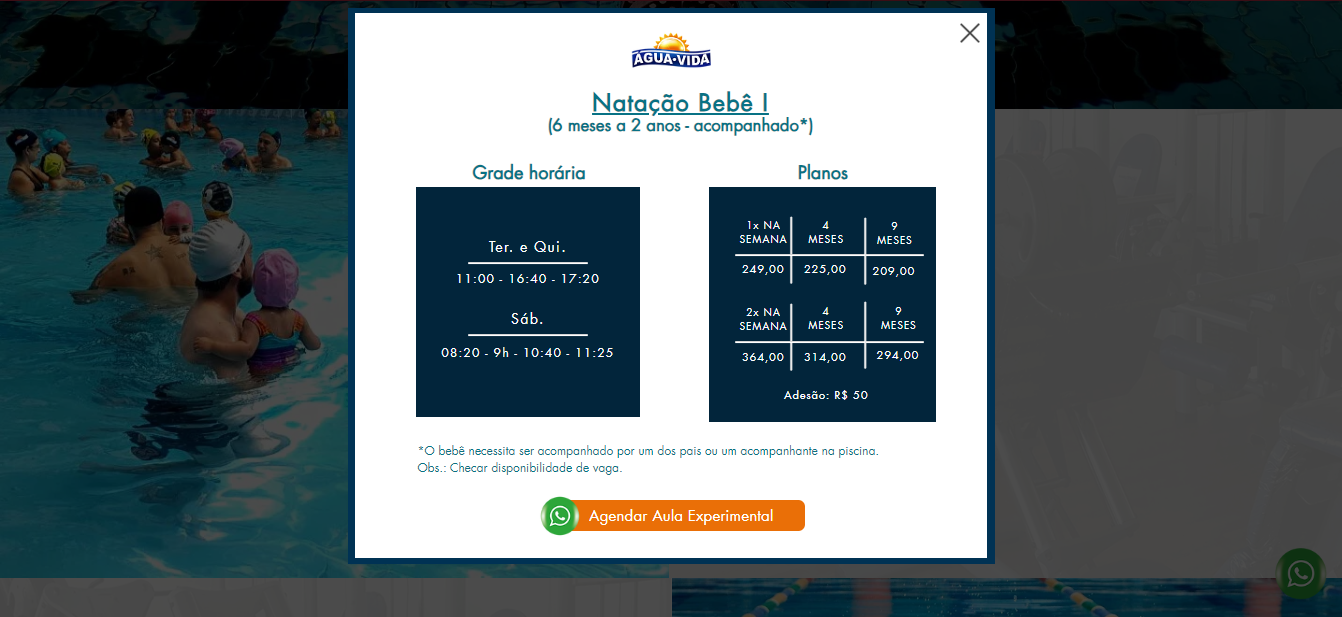 ÁGUA·VIDA
Natação Bebê I
(6 meses a 2 anos - acompanhado*)
Grade horária
Ter. e Qui.
11:00 - 16:40 - 17:20
Sáb.
08:20 - 9h - 10:40 - 11:25
Planos
1x NA SEMANA 4 MESES 9 MESES
249,00 225,00 209,00
2x NA SEMANA 4 MESES 9 MESES
364,00 314,00 294,00
Adesão: R$ 50
*O bebê necessita ser acompanhado por um dos pais ou um acompanhante na piscina.
Obs.: Checar disponibilidade de vaga.
Agendar Aula Experimental